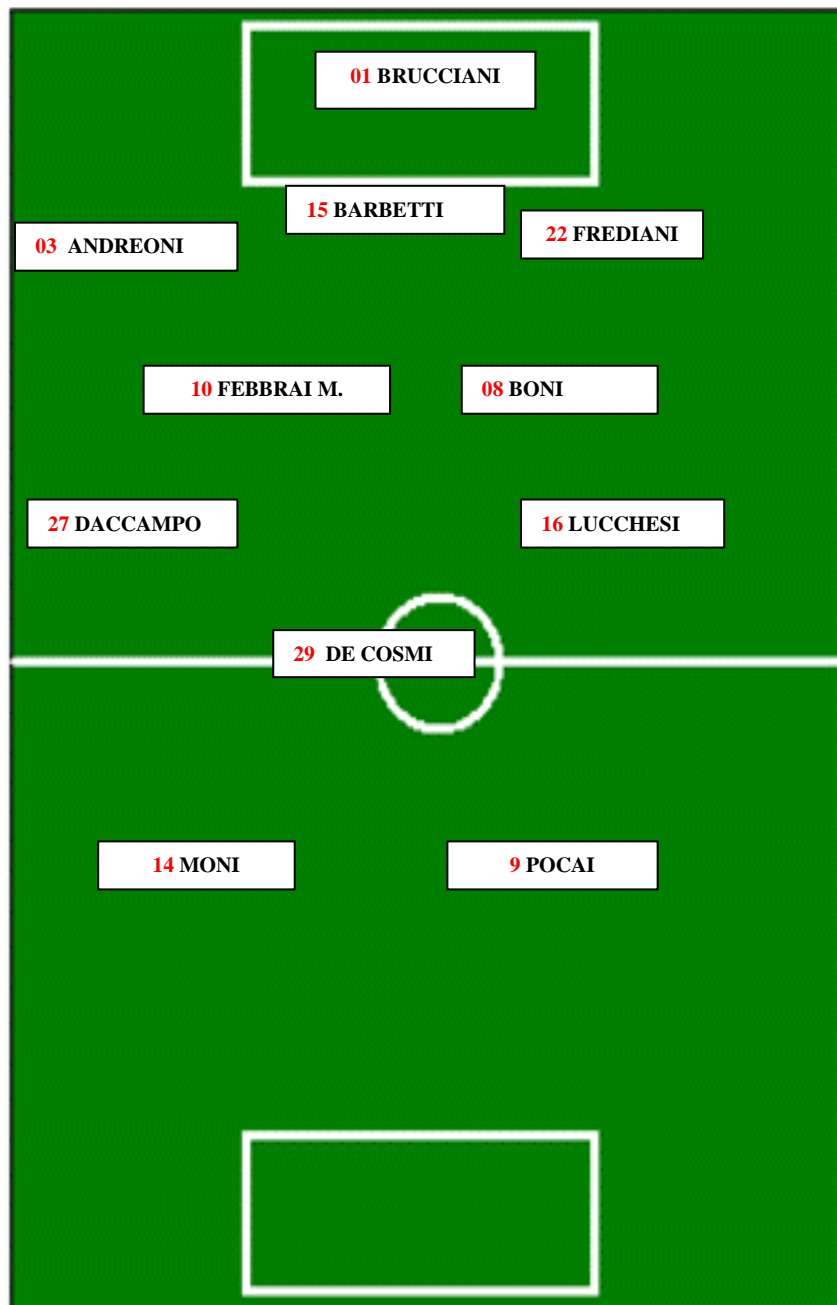 01 BRUCCIANI
15 BARBETTI
03 ANDREONI
22 FREDIANI
10 FEBBRAI M.
08 BONI
27 DACCAMPO
16 LUCCHESI
29 DE COSMI
14 MONI
9 POCAI